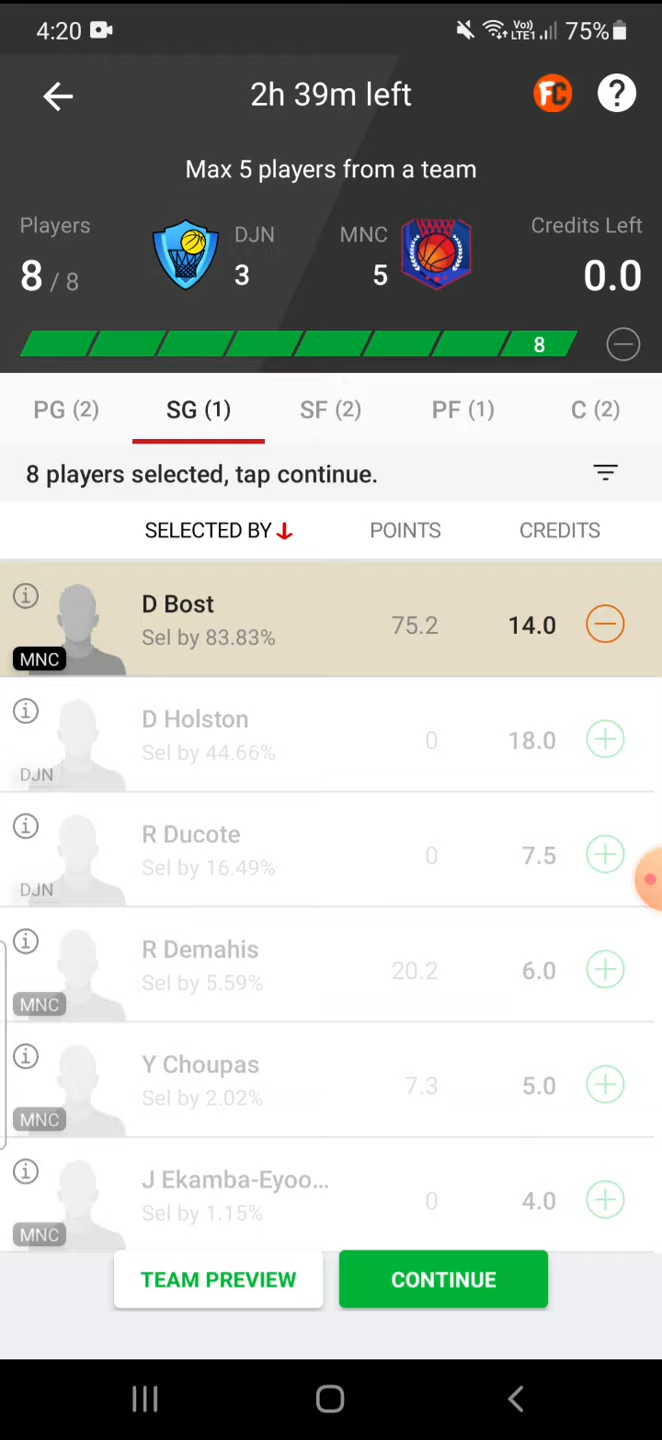 4:20 Vo)) LTE1 75%
2h 39m left FC ?
Max 5 players from a team
Players DJN MNC Credits Left
8 / 8 3 5 0.0
8
PG (2) SG (1) SF (2) PF (1) C (2)
8 players selected, tap continue.
SELECTED BY POINTS CREDITS
D Bost
Sel by 83.83% 75.2 14.0
MNC
D Holston
Sel by 44.66% 0 18.0
DJN
R Ducote
Sel by 16.49% 0 7.5
DJN
R Demahis
Sel by 5.59% 20.2 6.0
MNC
Y Choupas
Sel by 2.02% 7.3 5.0
MNC
J Ekamba-Eyoo...
Sel by 1.15% 0 4.0
MNC
TEAM PREVIEW CONTINUE